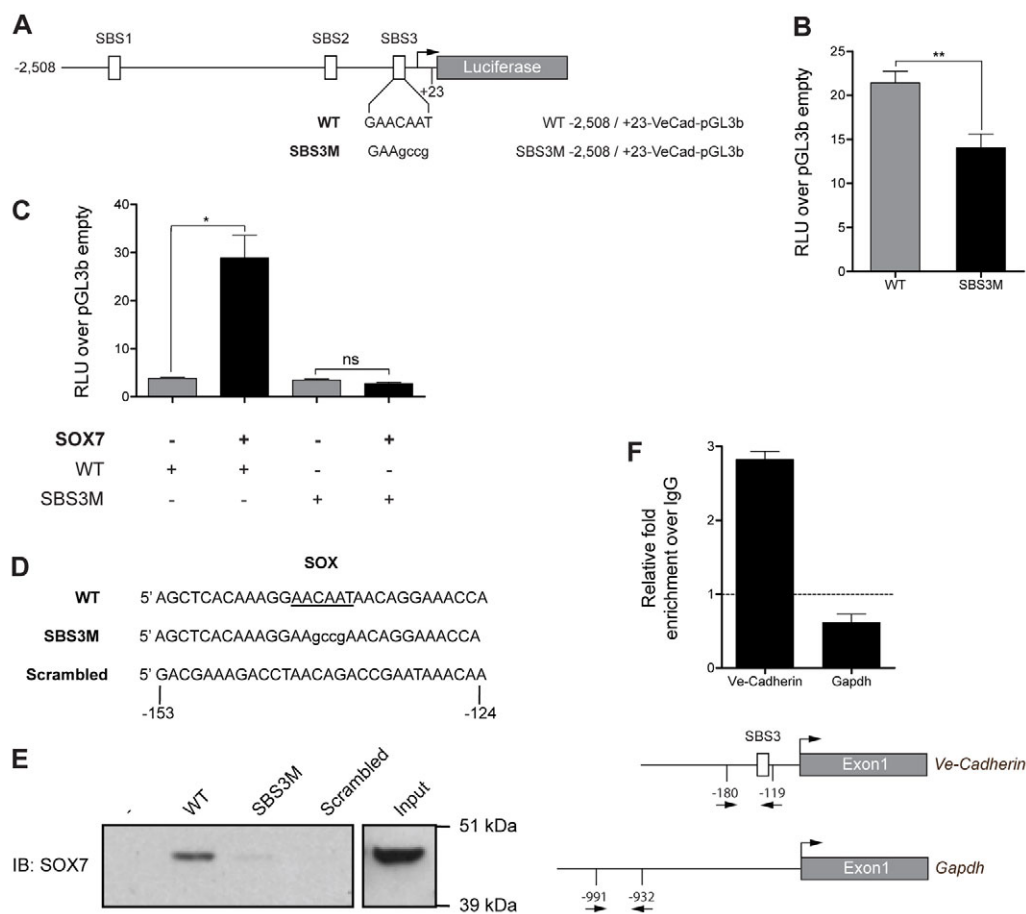 A
SBS1 SBS2 SBS3
-2,508 Luciferase
+23
WT GAACAAT WT -2,508 / +23-VeCad-pGL3b
SBS3M GAAgccg SBS3M -2,508 / +23-VeCad-pGL3b
B
RLU over pGL3b empty
25
20
15
10
5
0
**
WT SBS3M
C
RLU over pGL3b empty
40
30
20
10
0
*
ns
SOX7 - + - +
WT + + - -
SBS3M - - + +
D
SOX
WT 5' AGCTCACAAAGGAACAATAACAGGAAACCA
SBS3M 5' AGCTCACAAAGGAAgccgAACAGGAAACCA
Scrambled 5' GACGAAAGACCTAACAGACCGAATAAACAA
-153 -124
E
- WT SBS3M Scrambled Input
51 kDa
IB: SOX7
39 kDa
F
Relative fold
enrichment over IgG
3
2
1
0
Ve-Cadherin Gapdh
SBS3
Exon1 Ve-Cadherin
-180 -119
Exon1 Gapdh
-991 -932